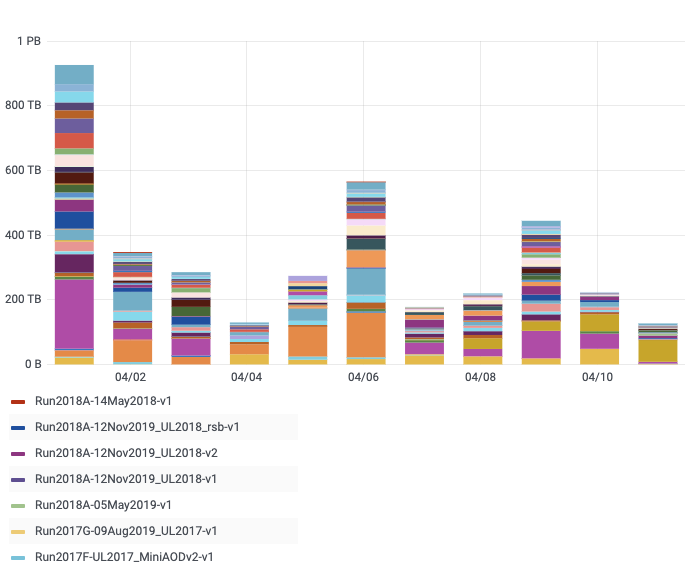 1 PB
800 TB
600 TB
400 TB
200 TB
0 B
04/02 04/04 04/06 04/08 04/10
Run2018A-14May2018-v1
Run2018A-12Nov2019_UL2018_rsb-v1
Run2018A-12Nov2019_UL2018-v2
Run2018A-12Nov2019_UL2018-v1
Run2018A-05May2019-v1
Run2017G-09Aug2019_UL2017-v1
Run2017F-UL2017_MiniAODv2-v1